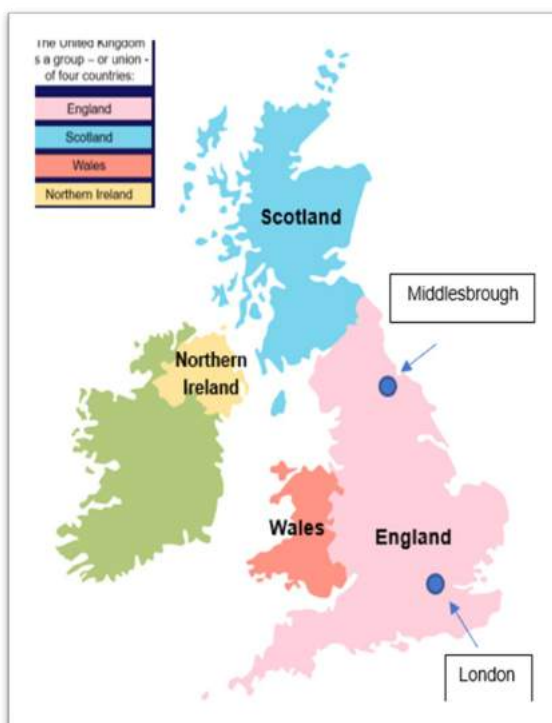 The United Kingdom
is a group – or union -
of four countries:
England
Scotland
Wales
Northern Ireland
Scotland
Middlesbrough
Northern
Ireland
Wales
England
London